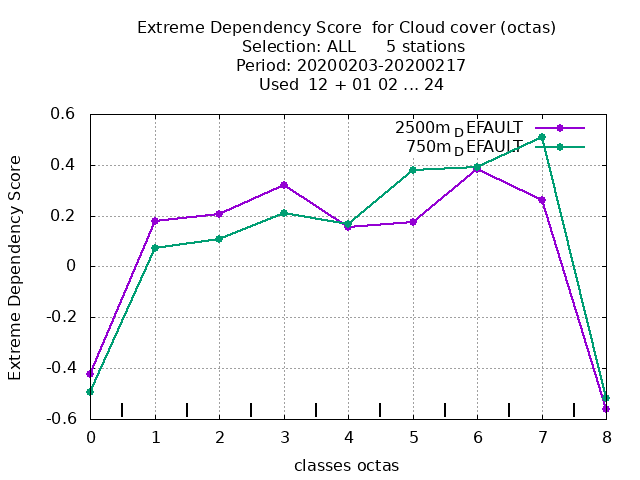 Extreme Dependency Score  for Cloud cover (octas)
Selection: ALL      5 stations
Period: 20200203-20200217
Used  12 + 01 02 ... 24
2500m_DEFAULT
750m_DEFAULT
Extreme Dependency Score
0.6
0.4
0.2
0
-0.2
-0.4
-0.6
0 1 2 3 4 5 6 7 8
classes octas